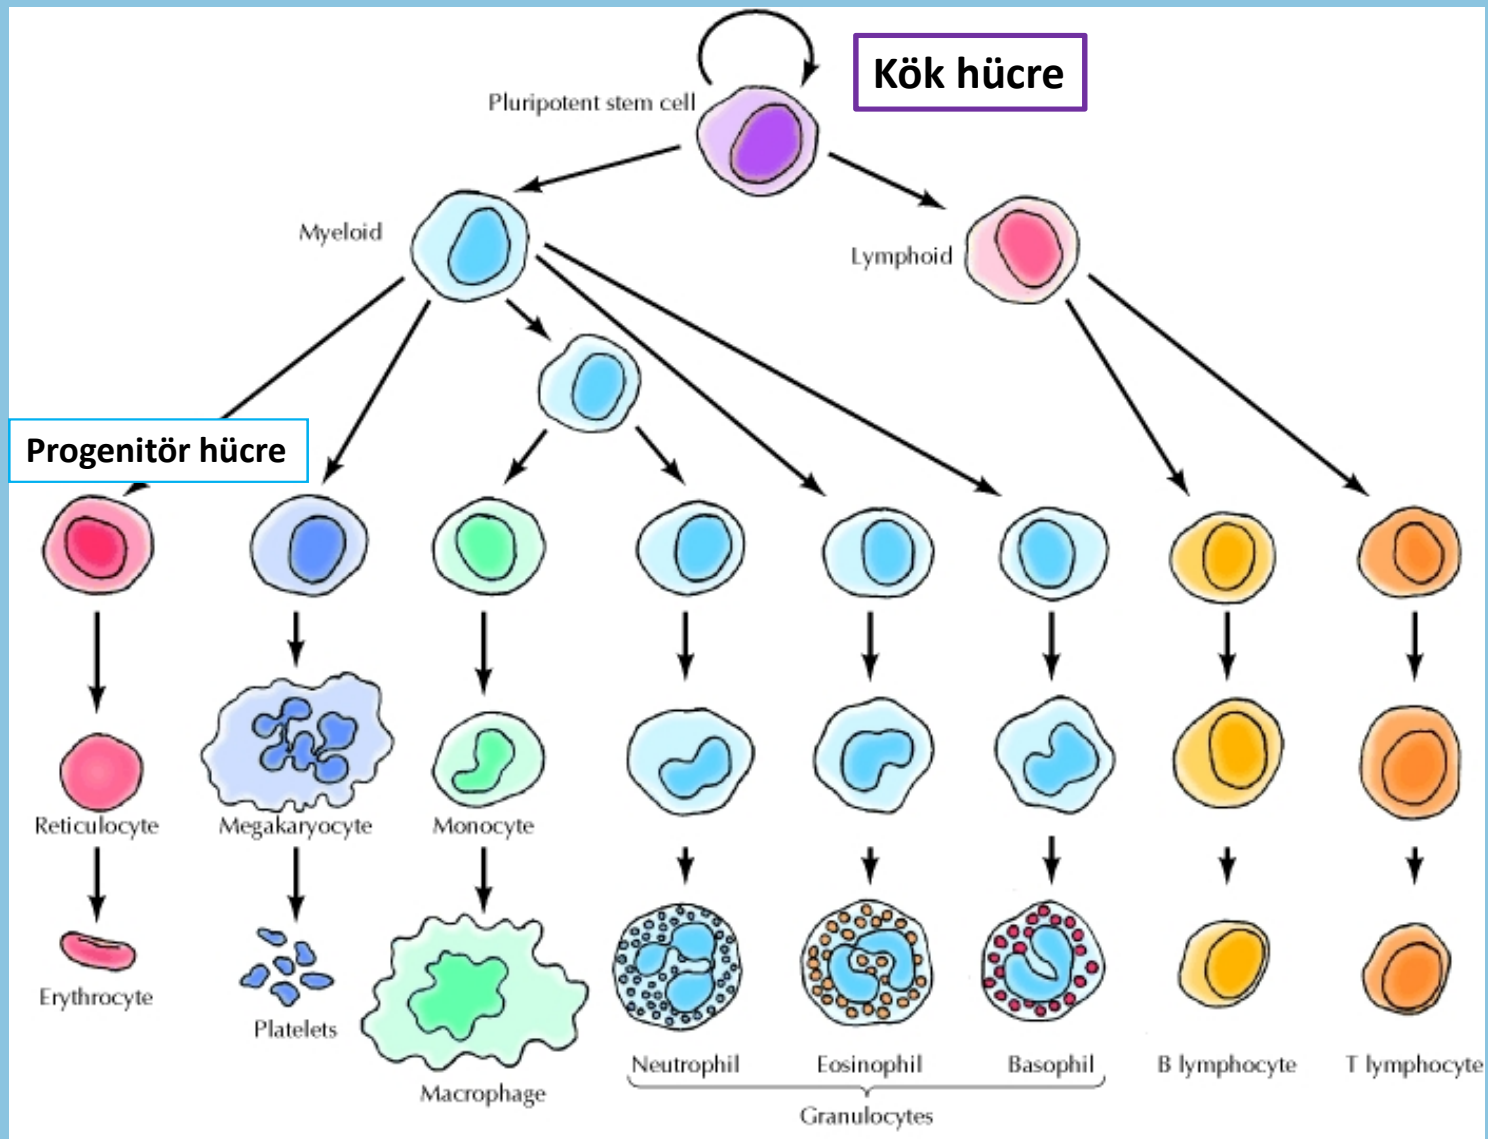 Kök hücre
Pluripotent stem cell
Myeloid
Lymphoid
Progenitör hücre
Reticulocyte
Megakaryocyte
Monocyte
Erythrocyte
Platelets
Macrophage
Neutrophil
Eosinophil
Basophil
B lymphocyte
T lymphocyte
Granulocytes